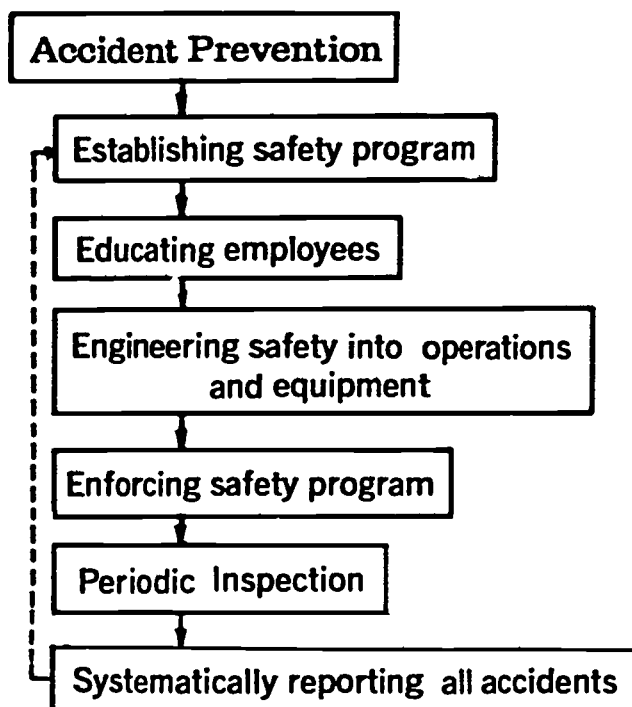 Accident Prevention
Establishing safety program
Educating employees
Engineering safety into operations
and equipment
Enforcing safety program
Periodic Inspection
Systematically reporting all accidents